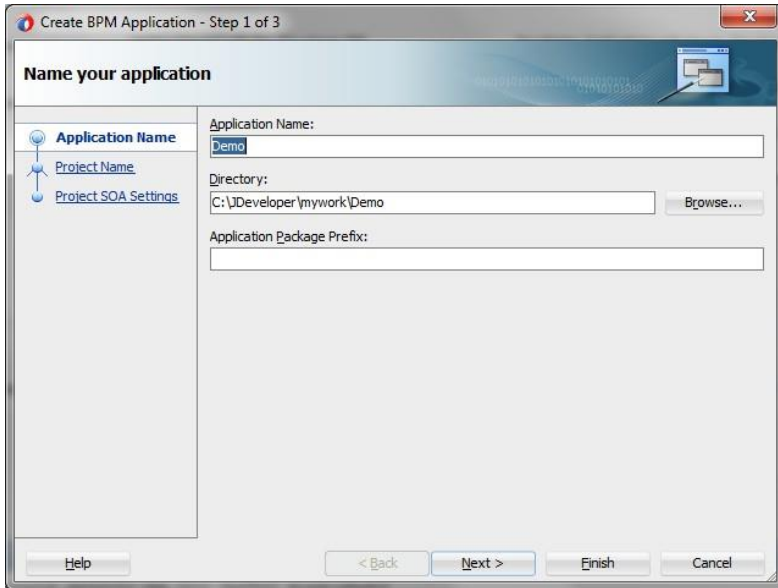 Create BPM Application - Step 1 of 3
Name your application
Application Name
Project Name
Project SOA Settings
Application Name:
Demo
Directory:
C:\JDeveloper\mywork\Demo
Browse...
Application Package Prefix:
Help
< Back
Next >
Finish
Cancel